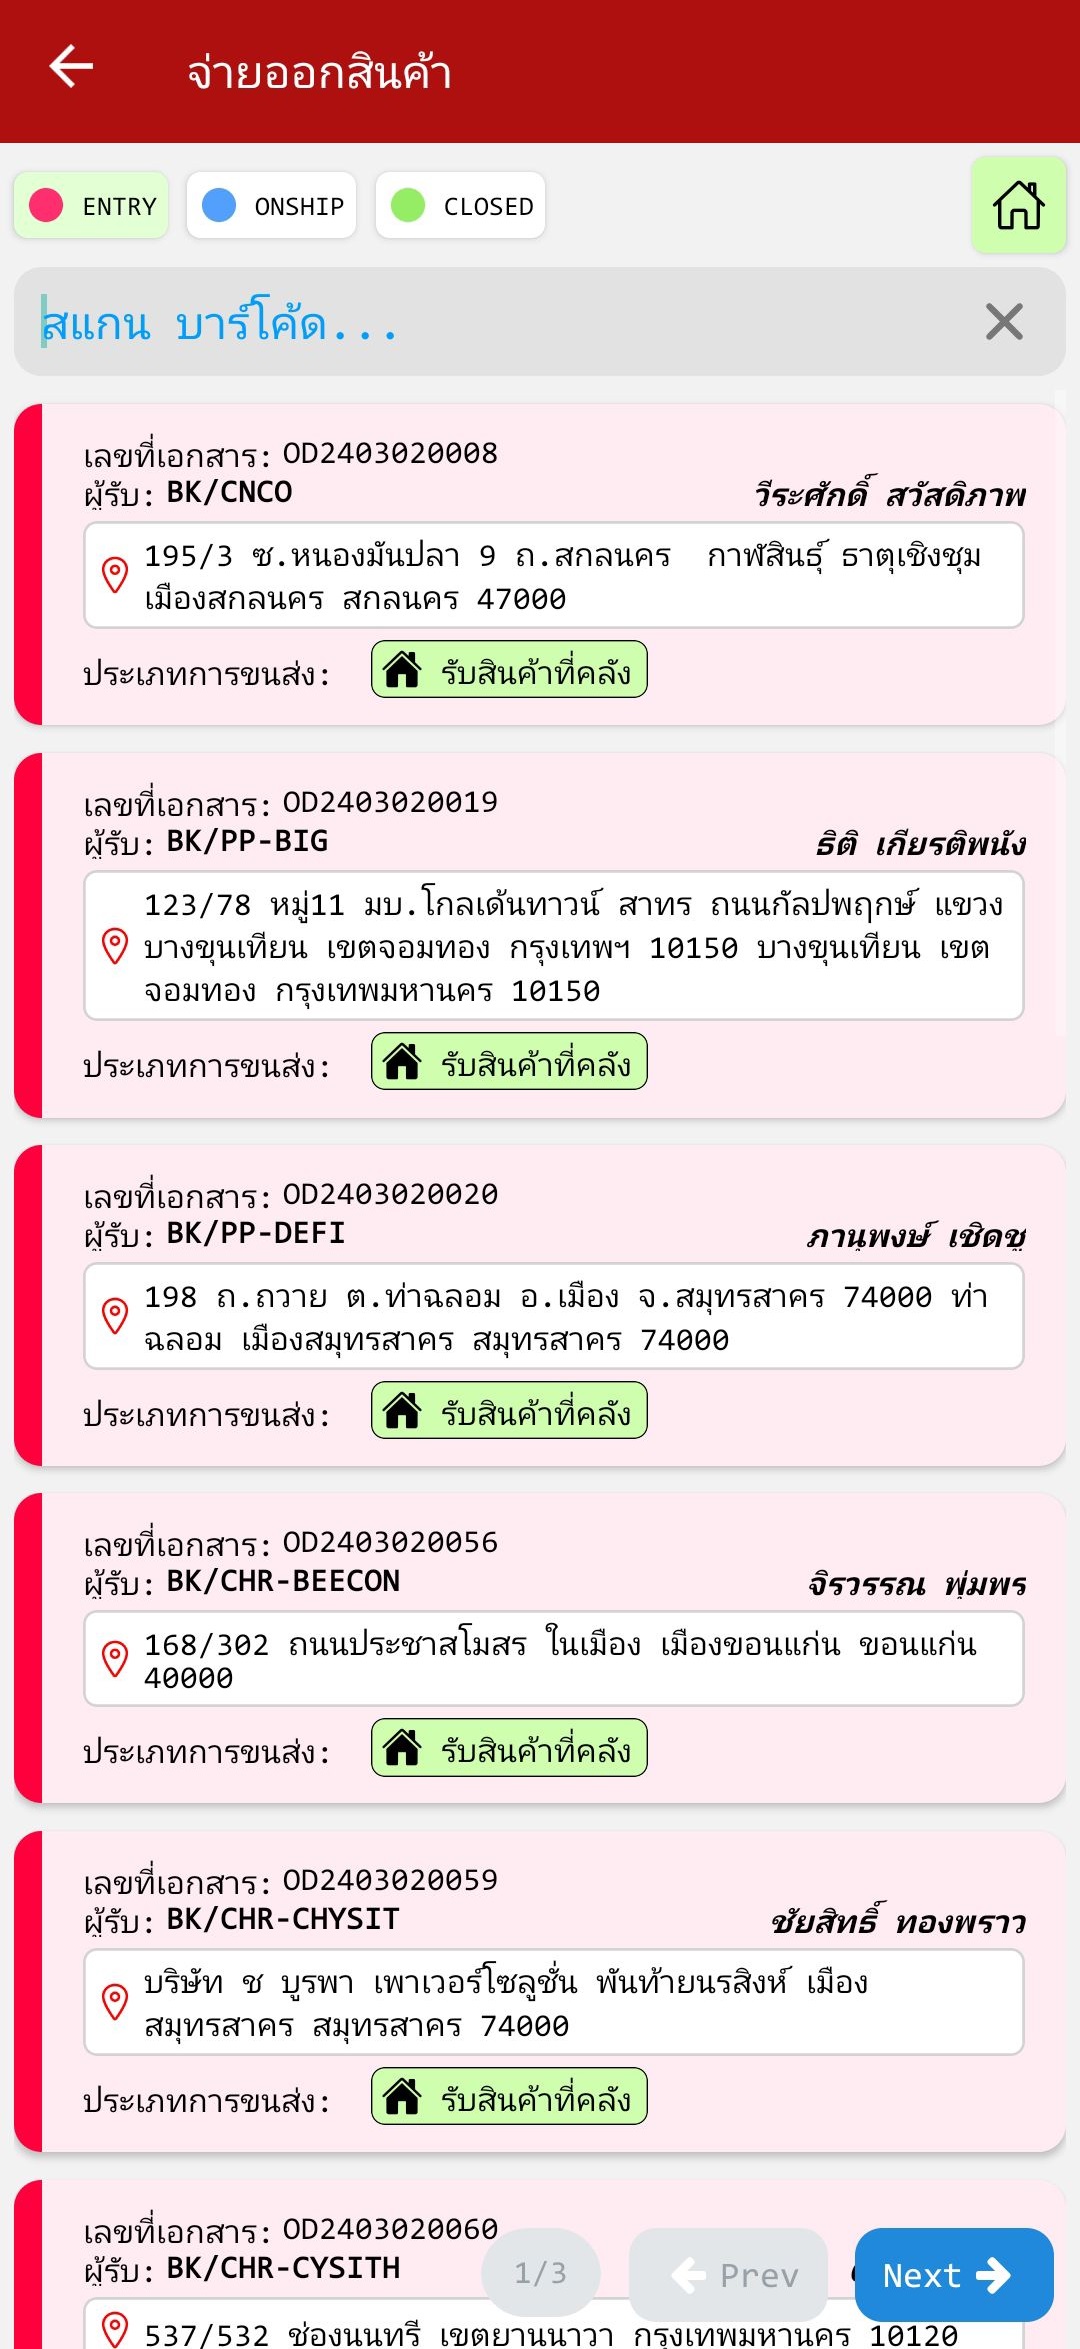 จ่ายออกสินค้า
ENTRY ONSHIP CLOSED
สแกน บาร์โค้ด...
เลขที่เอกสาร: OD2403020008
ผู้รับ: BK/CNCO วีระศักดิ์ สวัสดิภาพ
195/3 ซ.หนองมันปลา 9 ถ.สกลนคร กาฬสินธุ์ ธาตุเชิงชุม
เมืองสกลนคร สกลนคร 47000
ประเภทการขนส่ง: รับสินค้าที่คลัง
เลขที่เอกสาร: OD2403020019
ผู้รับ: BK/PP-BIG ธิติ เกียรติพนัง
123/78 หมู่11 มบ.โกลเด้นทาวน์ สาทร ถนนกัลปพฤกษ์ แขวง
บางขุนเทียน เขตจอมทอง กรุงเทพฯ 10150 บางขุนเทียน เขต
จอมทอง กรุงเทพมหานคร 10150
ประเภทการขนส่ง: รับสินค้าที่คลัง
เลขที่เอกสาร: OD2403020020
ผู้รับ: BK/PP-DEFI ภานุพงษ์ เชิดชู
198 ถ.ถวาย ต.ท่าฉลอม อ.เมือง จ.สมุทรสาคร 74000 ท่า
ฉลอม เมืองสมุทรสาคร สมุทรสาคร 74000
ประเภทการขนส่ง: รับสินค้าที่คลัง
เลขที่เอกสาร: OD2403020056
ผู้รับ: BK/CHR-BEECON จิรวรรณ พุ่มพร
168/302 ถนนประชาสโมสร ในเมือง เมืองขอนแก่น ขอนแก่น
40000
ประเภทการขนส่ง: รับสินค้าที่คลัง
เลขที่เอกสาร: OD2403020059
ผู้รับ: BK/CHR-CHYSIT ชัยสิทธิ์ ทองพราว
บริษัท ช บูรพา เพาเวอร์โซลูชั่น พันท้ายนรสิงห์ เมือง
สมุทรสาคร สมุทรสาคร 74000
ประเภทการขนส่ง: รับสินค้าที่คลัง
เลขที่เอกสาร: OD2403020060
ผู้รับ: BK/CHR-CYSITH
1/3 Prev Next
537/532 ช่องนนทรี เขตยานนาวา กรุงเทพมหานคร 10120